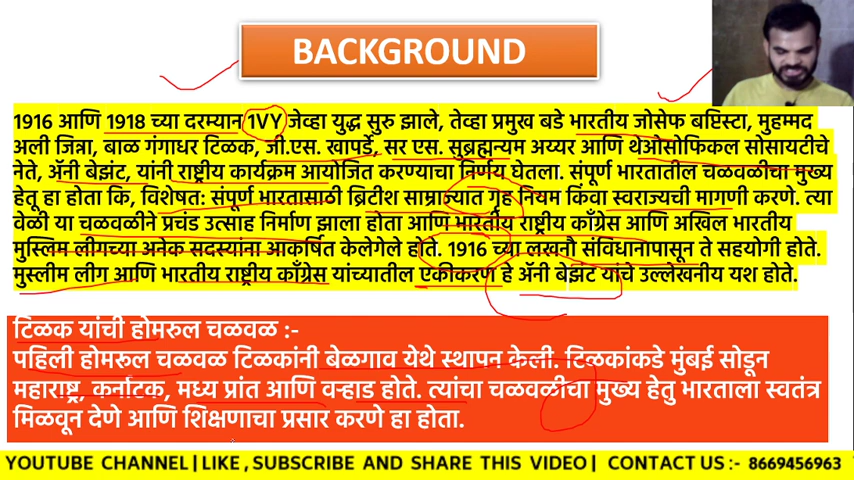 BACKGROUND
1916 आणि 1918 च्या दरम्यान 1VY जेव्हा युद्ध सुरु झाले, तेव्हा प्रमुख बडे भारतीय जोसेफ बप्टिस्टा, मुहम्मद
अली जिन्ना, बाळ गंगाधर टिळक, जी.एस. खापर्डे, सर एस. सुब्रह्मन्यम अय्यर आणि थेओसोफिकल सोसायटीचे
नेते, ॲनी बेझंट, यांनी राष्ट्रीय कार्यक्रम आयोजित करण्याचा निर्णय घेतला. संपूर्ण भारतातील चळवळीचा मुख्य
हेतू हा होता कि, विशेषत: संपूर्ण भारतासाठी ब्रिटीश साम्राज्यात गृह नियम किंवा स्वराज्यची मागणी करणे. त्या
वेळी या चळवळीने प्रचंड उत्साह निर्माण झाला होता आणि भारतीय राष्ट्रीय काँग्रेस आणि अखिल भारतीय
मुस्लिम लीगच्या अनेक सदस्यांना आकर्षित केलेगेले होते. 1916 च्या लखनौ संविधानापासून ते सहयोगी होते.
मुस्लीम लीग आणि भारतीय राष्ट्रीय काँग्रेस यांच्यातील एकीकरण हे ॲनी बेझंट यांचे उल्लेखनीय यश होते.
टिळक यांची होमरुल चळवळ :-
पहिली होमरूल चळवळ टिळकांनी बेळगाव येथे स्थापन केली. टिळकांकडे मुंबई सोडून
महाराष्ट्र, कर्नाटक, मध्य प्रांत आणि वऱ्हाड होते. त्यांचा चळवळीचा मुख्य हेतु भारताला स्वतंत्र
मिळवून देणे आणि शिक्षणाचा प्रसार करणे हा होता.
YOUTUBE CHANNEL| LIKE , SUBSCRIBE AND SHARE THIS VIDEO| CONTACT US :- 8669456963